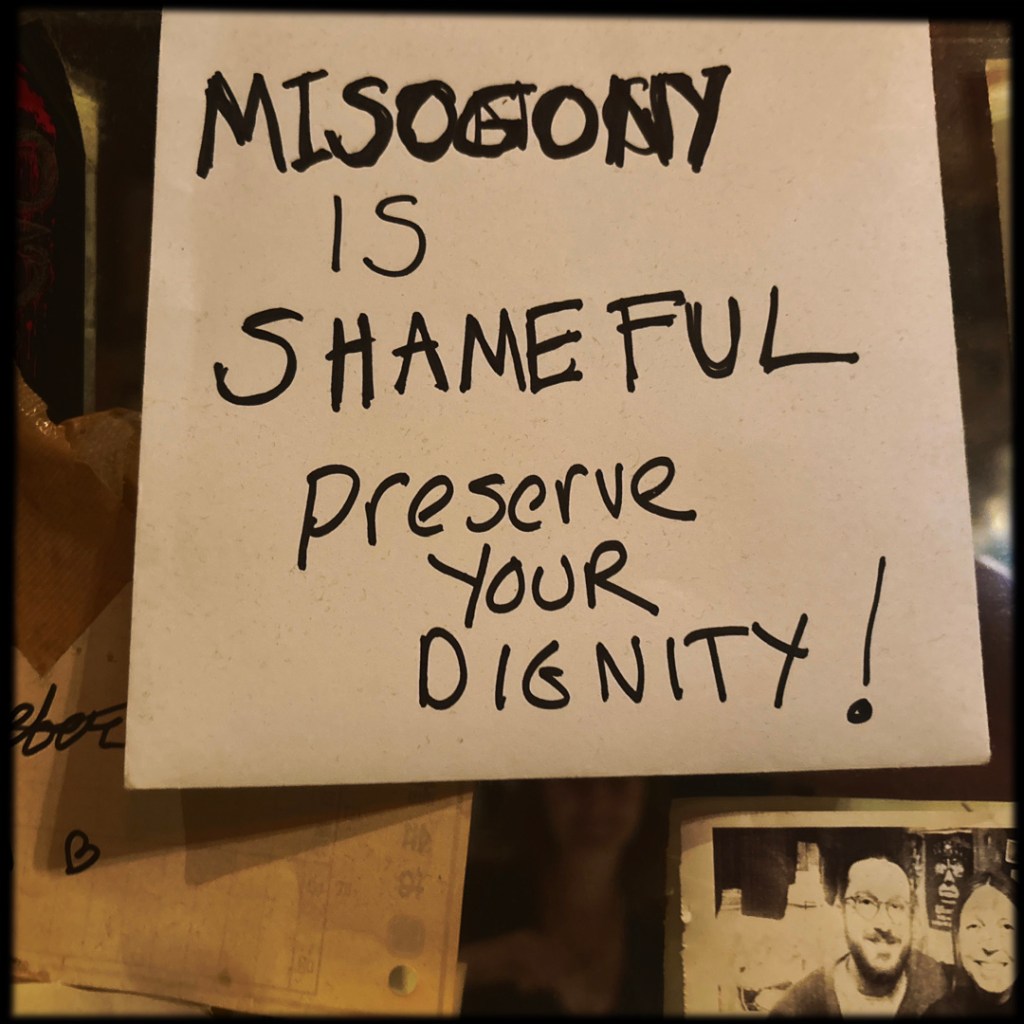 MISOGONY
IS
SHAMEFUL
preserve
YOUR
DIGNITY!